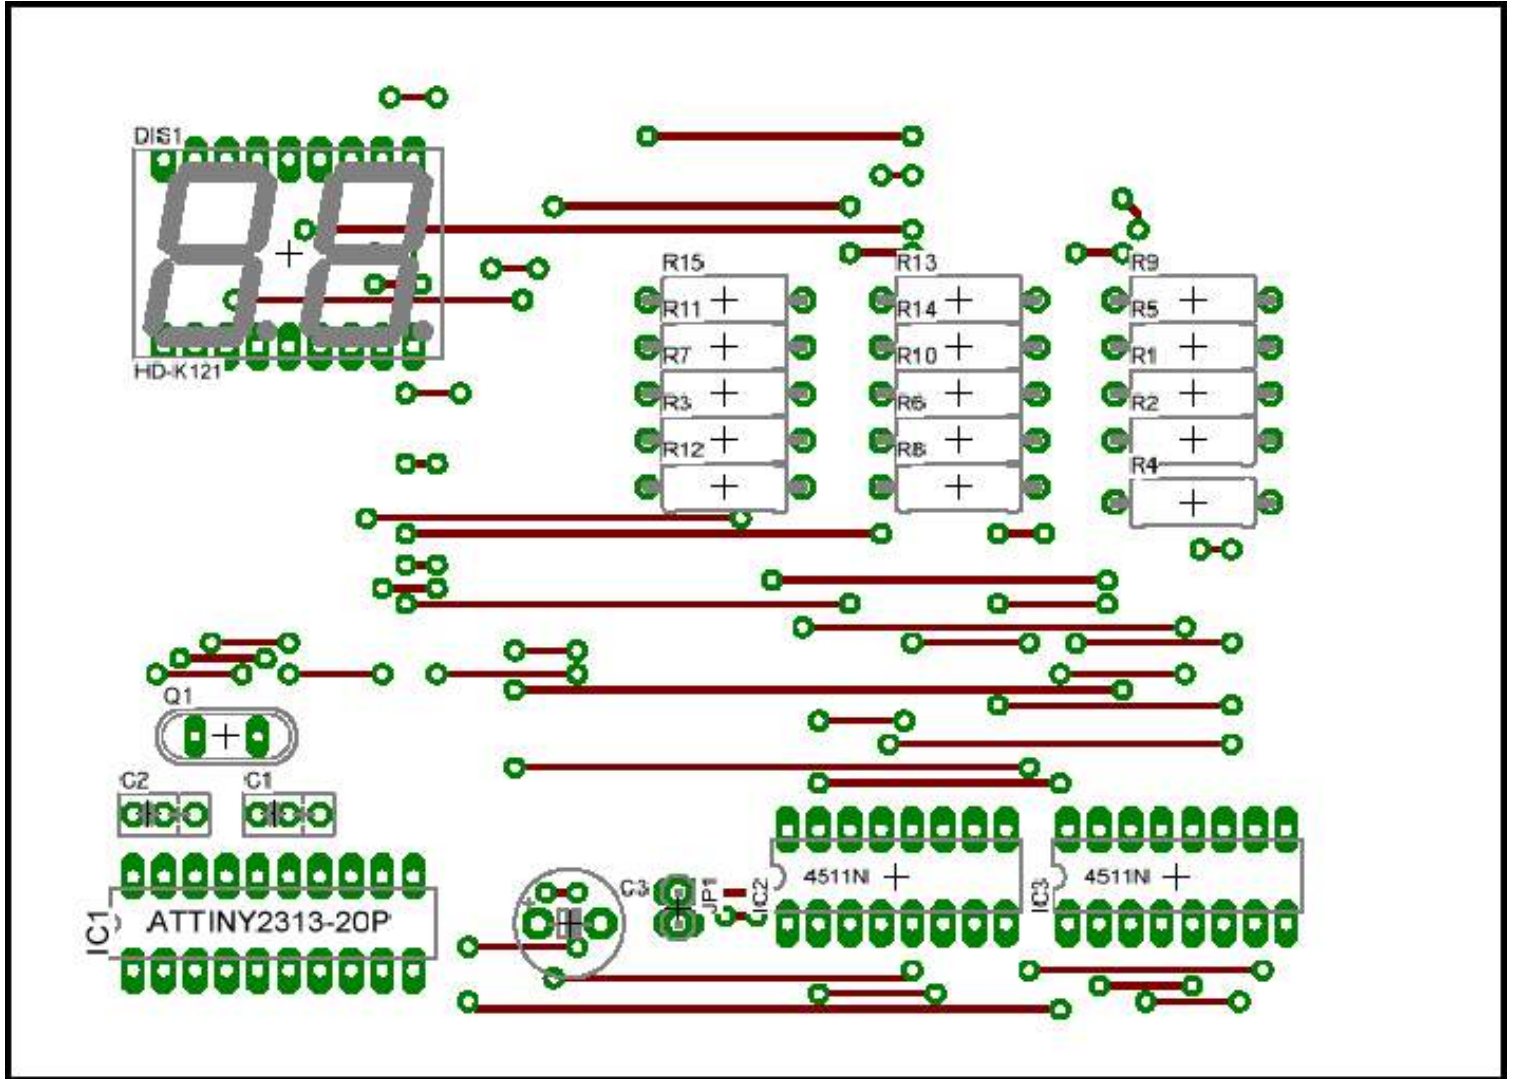 DIS1
HD-K121
R15
R13
R9
R11
R14
R5
R7
R10
R1
R3
R6
R2
R12
R8
R4
Q1
C2
C1
C3
JP1
IC2
4511N
IC3
4511N
IC1
ATTINY2313-20P